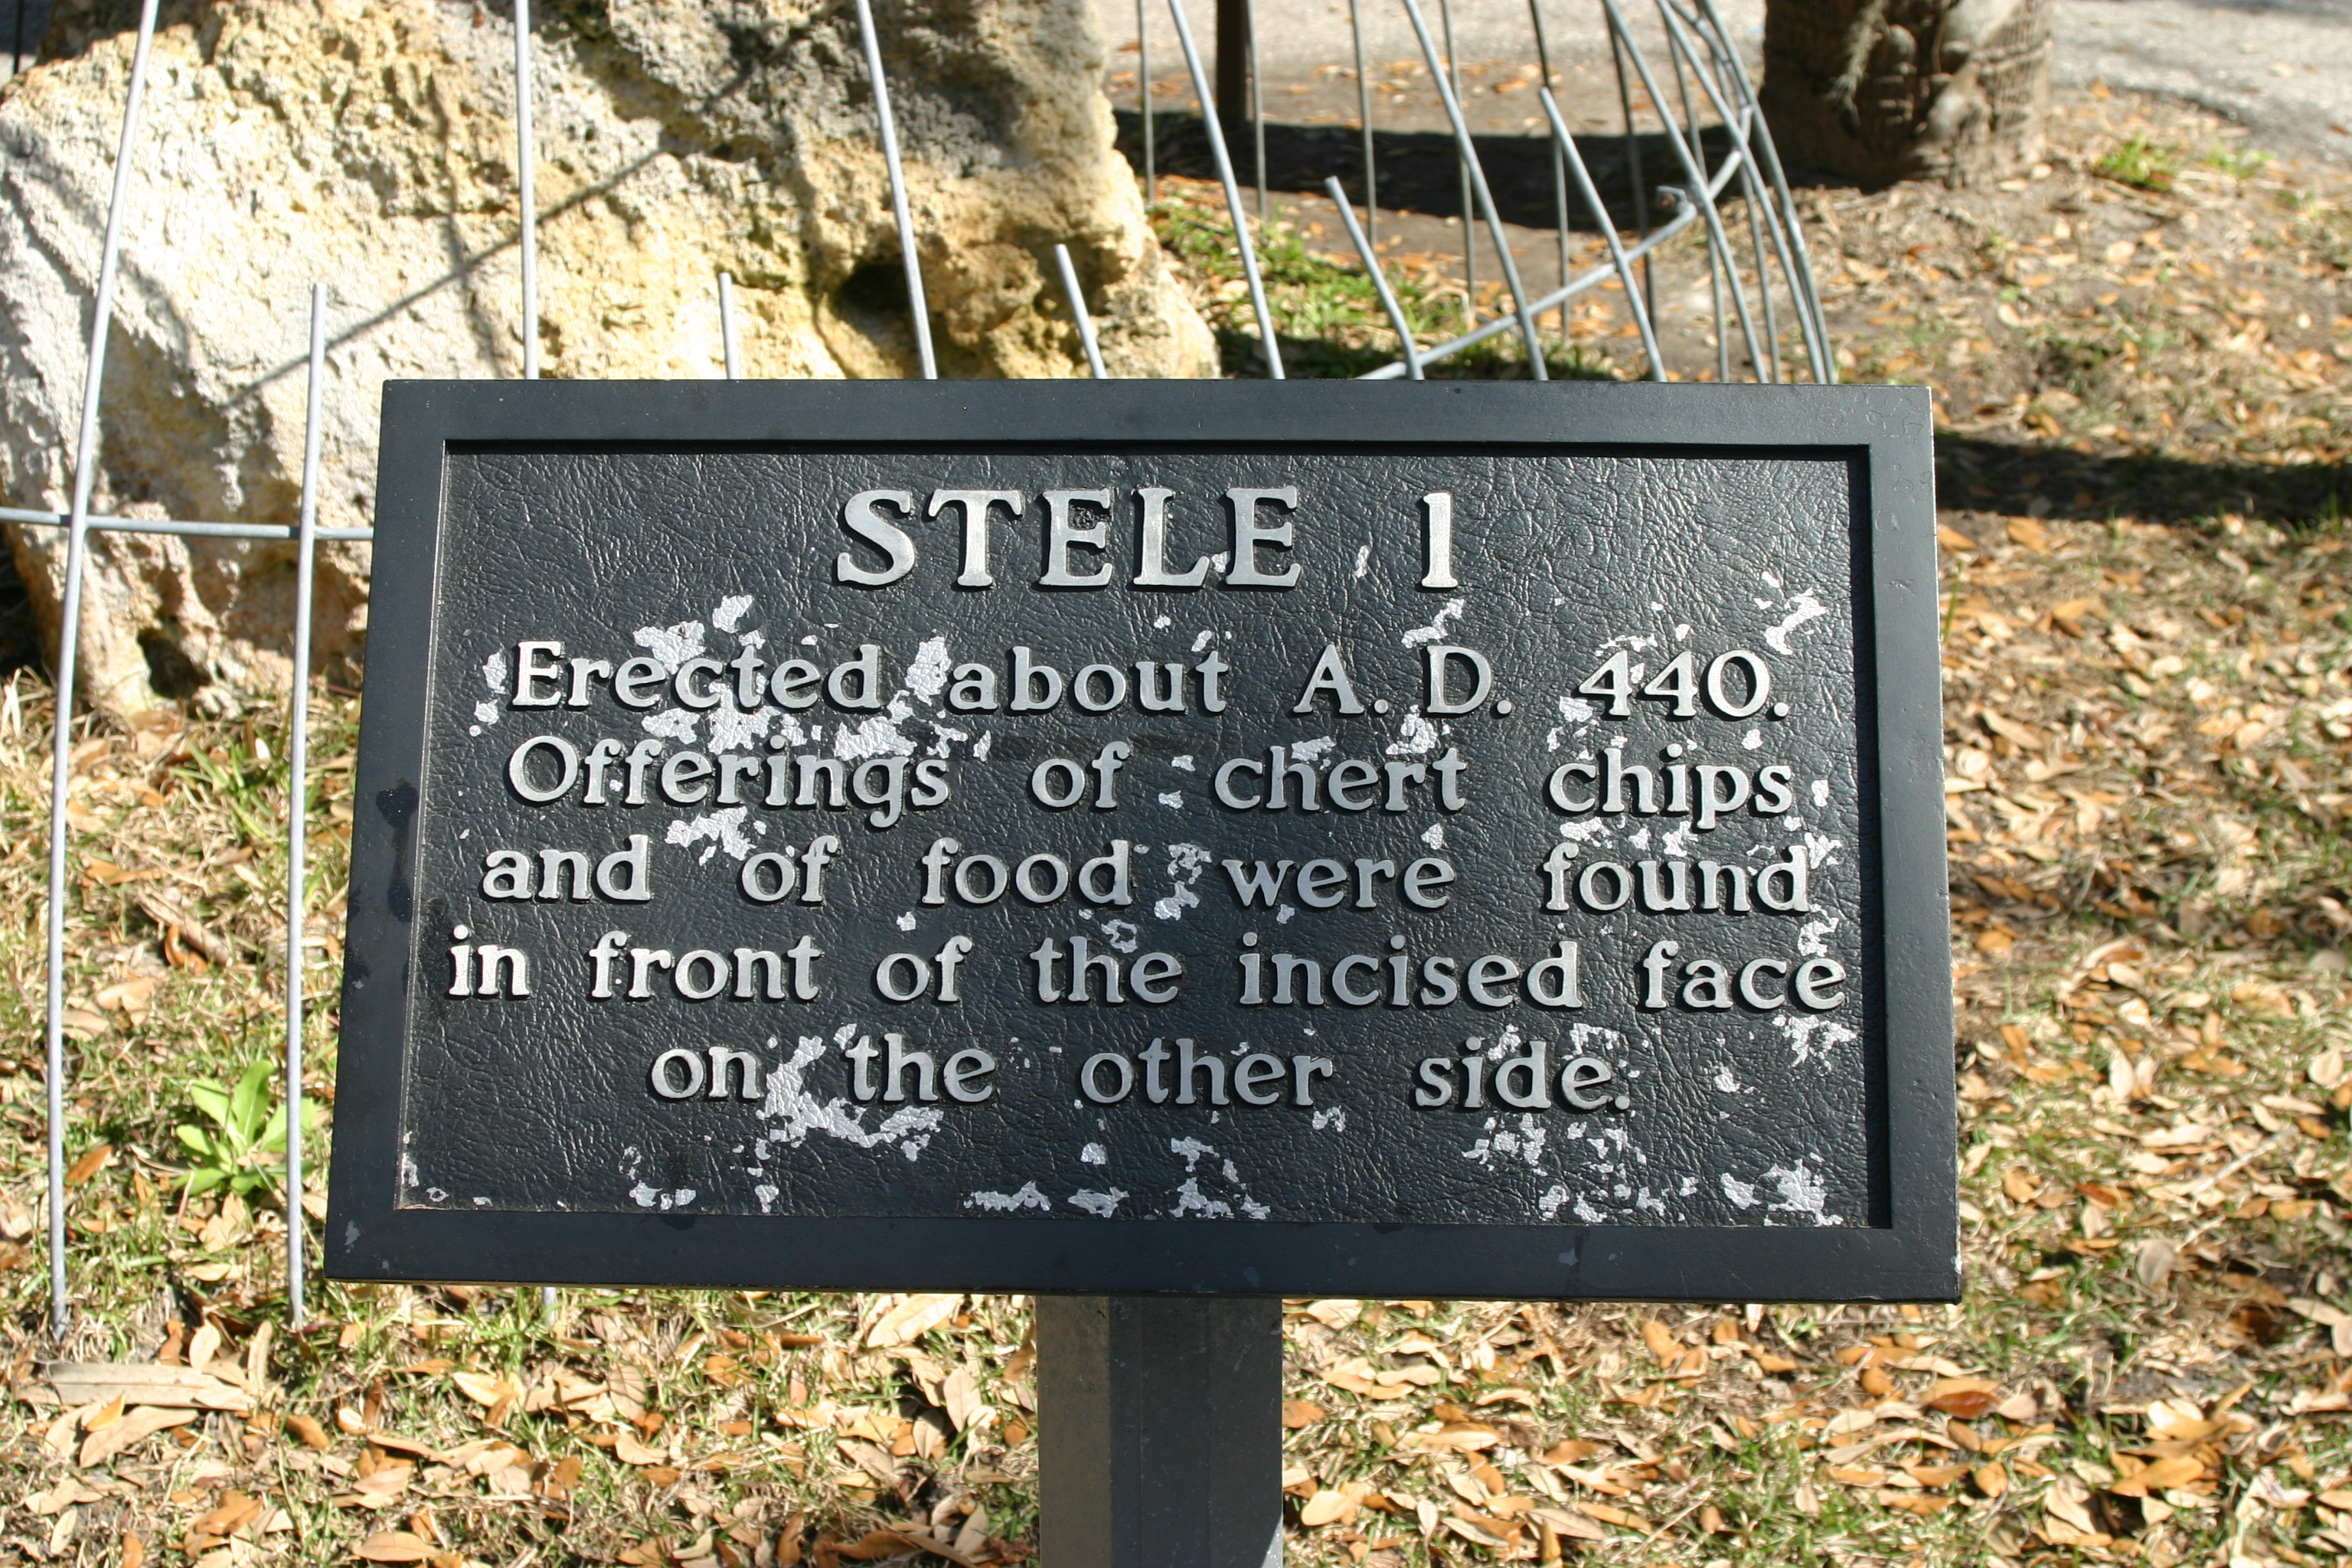 STELE 1
Erected about A.D. 440.
Offerings of chert chips
and of food were found
in front of the incised face
on the other side.